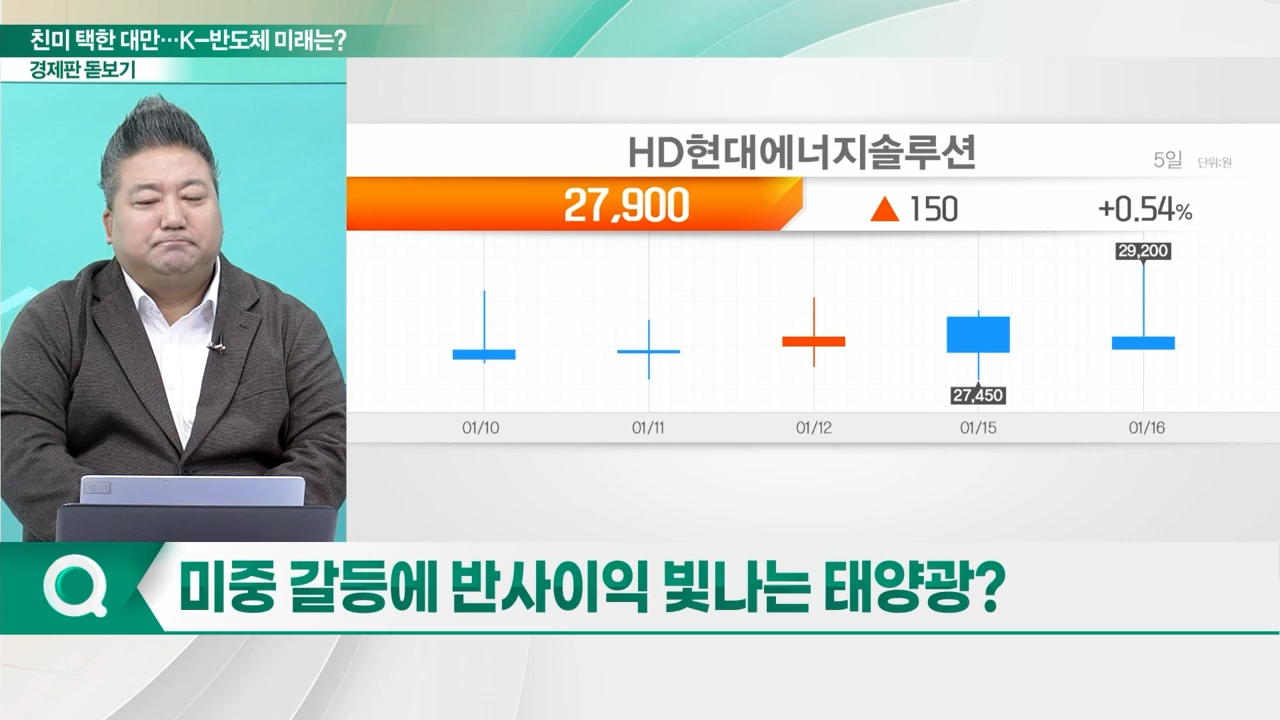 친미 택한 대만…K-반도체 미래는?
경제판 돋보기
HD현대에너지솔루션
5일 단위:원
27,900 ▲ 150 +0.54%
29,200
27,450
01/10 01/11 01/12 01/15 01/16
미중 갈등에 반사이익 빛나는 태양광?